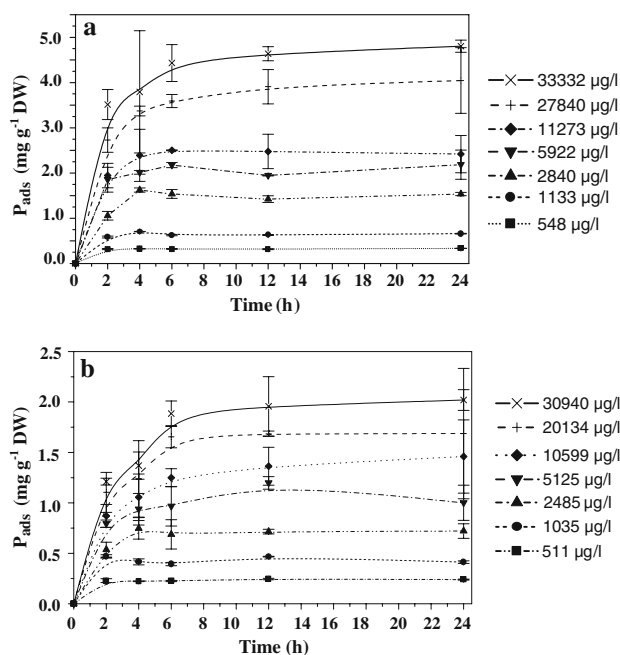 a
5.0
4.0
3.0
2.0
1.0
0.0
P_ads (mg g⁻¹ DW)
0 2 4 6 8 10 12 14 16 18 20 22 24
Time (h)
33332 µg/l
27840 µg/l
11273 µg/l
5922 µg/l
2840 µg/l
1133 µg/l
548 µg/l
b
2.5
2.0
1.5
1.0
0.5
0.0
P_ads (mg g⁻¹ DW)
0 2 4 6 8 10 12 14 16 18 20 22 24
Time (h)
30940 µg/l
20134 µg/l
10599 µg/l
5125 µg/l
2485 µg/l
1035 µg/l
511 µg/l